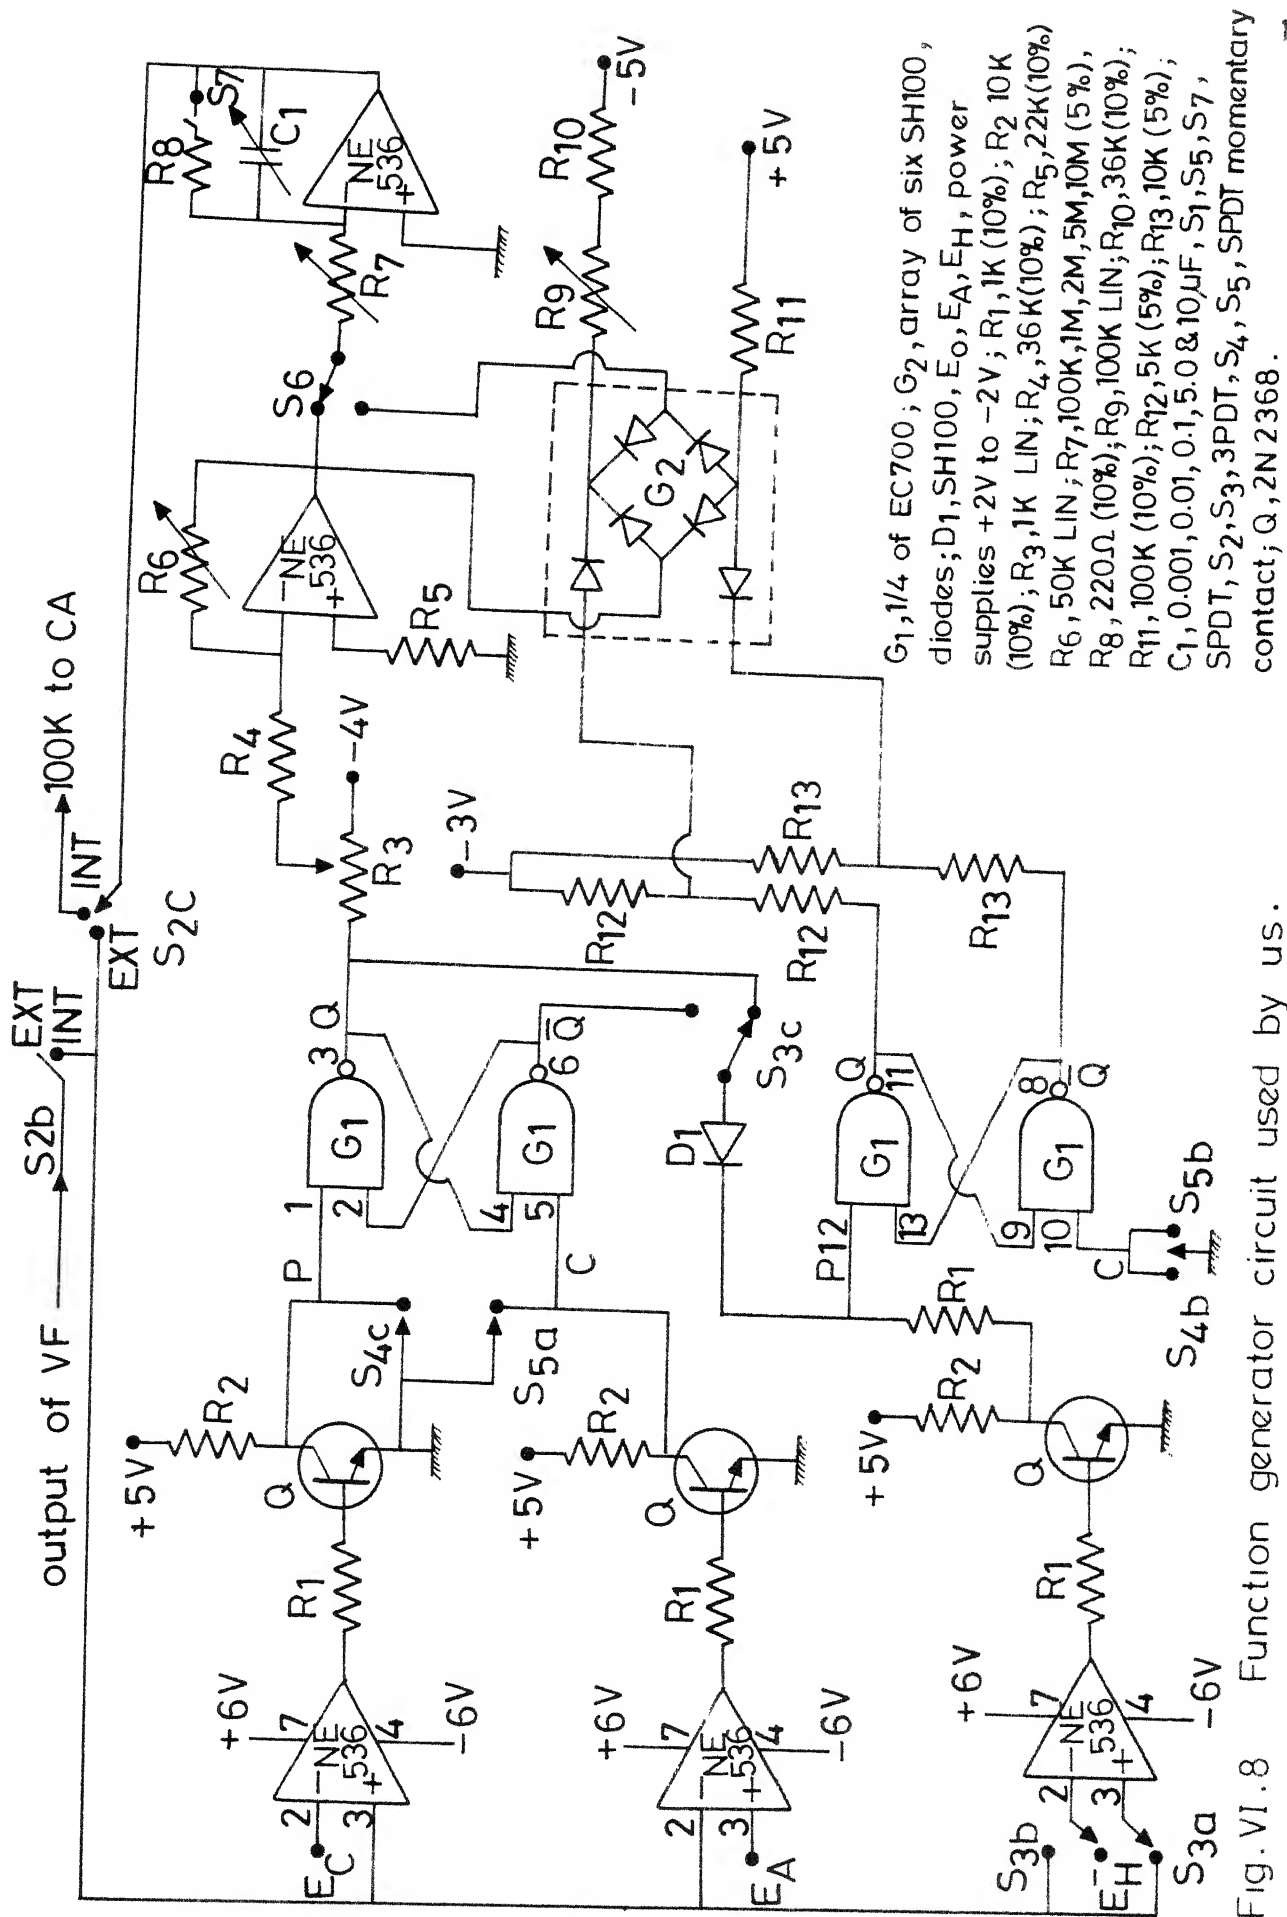 output of VF
S2b
EXT
INT
100K to CA
INT
EXT
S2C
+5V
R2
Q
R1
+6V
7
2
-NE
536
3
+
4
-6V
EC
P
1
2
G1
3
Q
S4c
S5a
4
5
G1
6
Q̅
C
R3
-4V
R4
R5
R6
-NE
+536
S6
R7
R8
S7
C1
-NE
536
+
R9
R10
-5V
G2
R11
+5V
-3V
R12
R13
R12
R13
S3c
D1
+5V
R2
Q
R1
+6V
7
2
-NE
3
+536
4
-6V
EA
P12
13
G1
Q
11
9
10
G1
8
Q̅
C
S4b
S5b
R1
+5V
R2
Q
R1
+6V
7
2
-NE
3
+536
4
-6V
S3b
EH
S3a
G1,1/4 of EC700; G2,array of six SH100,
diodes;D1,SH100,Eo,EA,EH, power
supplies +2V to -2V; R1,1K (10%); R2 10K
(10%); R3,1K LIN;R4,36K(10%);R5,22K(10%)
R6,50K LIN;R7,100K,1M,2M,5M,10M(5%),
R8,220Ω (10%);R9,100K LIN;R10,36K(10%);
R11,100K(10%);R12,5K(5%);R13,10K(5%);
C1,0.001,0.01,0.1,5.0&10μF,S1,S5,S7,
SPDT,S2,S3,3PDT,S4,S5,SPDT momentary
contact; Q,2N2368.
Fig. VI.8 Function generator circuit used by us.